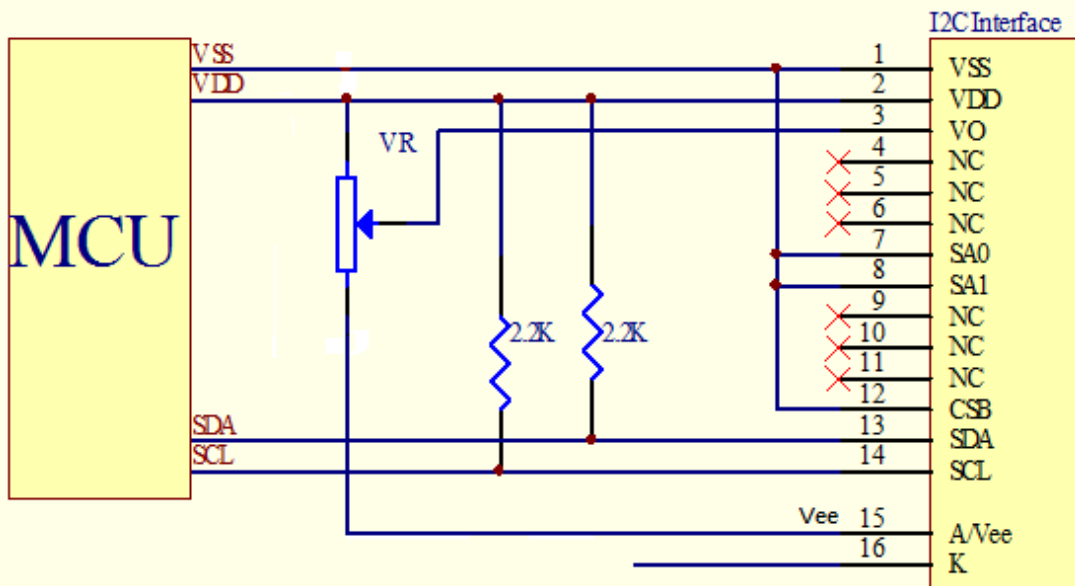 I2C Interface
VSS 1 VSS
VDD 2 VDD
3 VO
VR 4 NC
5 NC
6 NC
MCU 7 SA0
8 SA1
9 NC
2.2K 2.2K 10 NC
11 NC
12 CSB
SDA 13 SDA
SCL 14 SCL
Vee 15 A/Vee
16 K